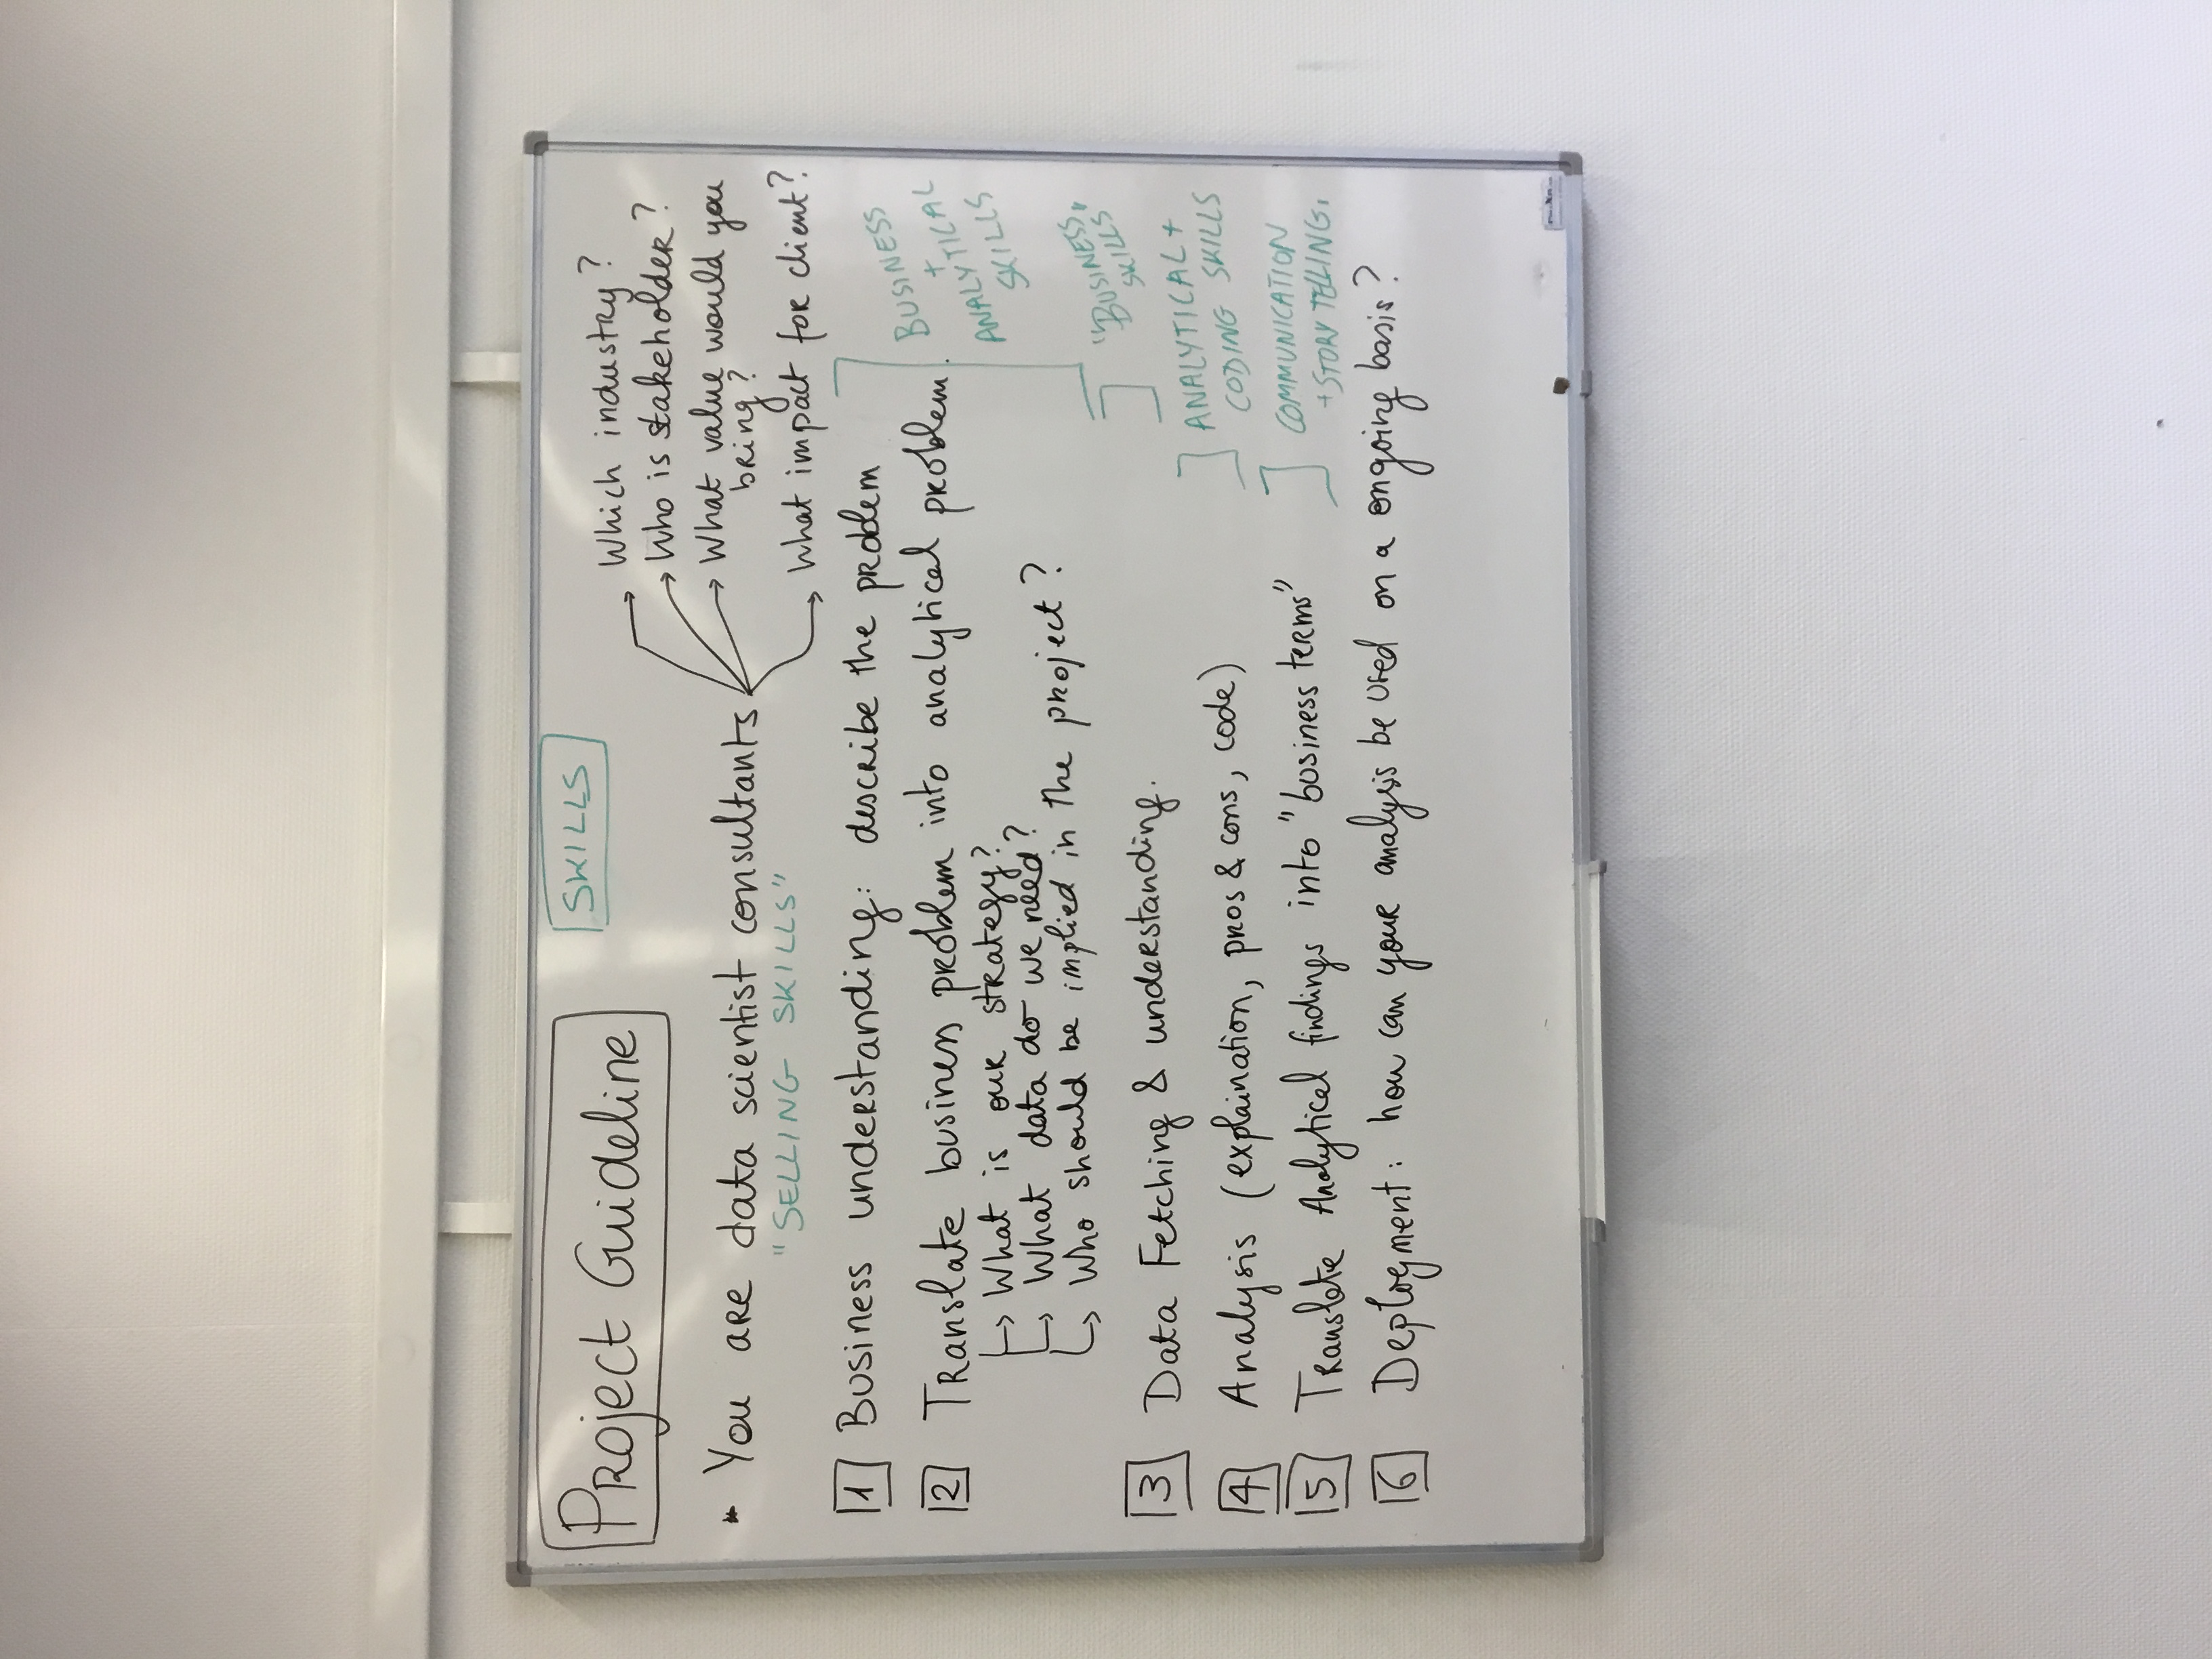 Project Guideline
SKILLS
Which industry?
Who is stakeholder?
What value would you
bring?
What impact for client?
* You are data scientist consultants
"SELLING SKILLS"
1 Business understanding: describe the problem
2 Translate business problem into analytical problem.
What is our strategy?
What data do we need?
Who should be implied in the project?
BUSINESS
+
ANALYTICAL
SKILLS
3 Data Fetching & understanding.
"BUSINESS
SKILLS"
4 Analysis (explaination, pros & cons, code)
ANALYTICAL +
CODING SKILLS
5 Translate Analytical findings into "business terms"
COMMUNICATION
+ STORY TELLING.
6 Deployment: how can your analysis be used on a ongoing basis?